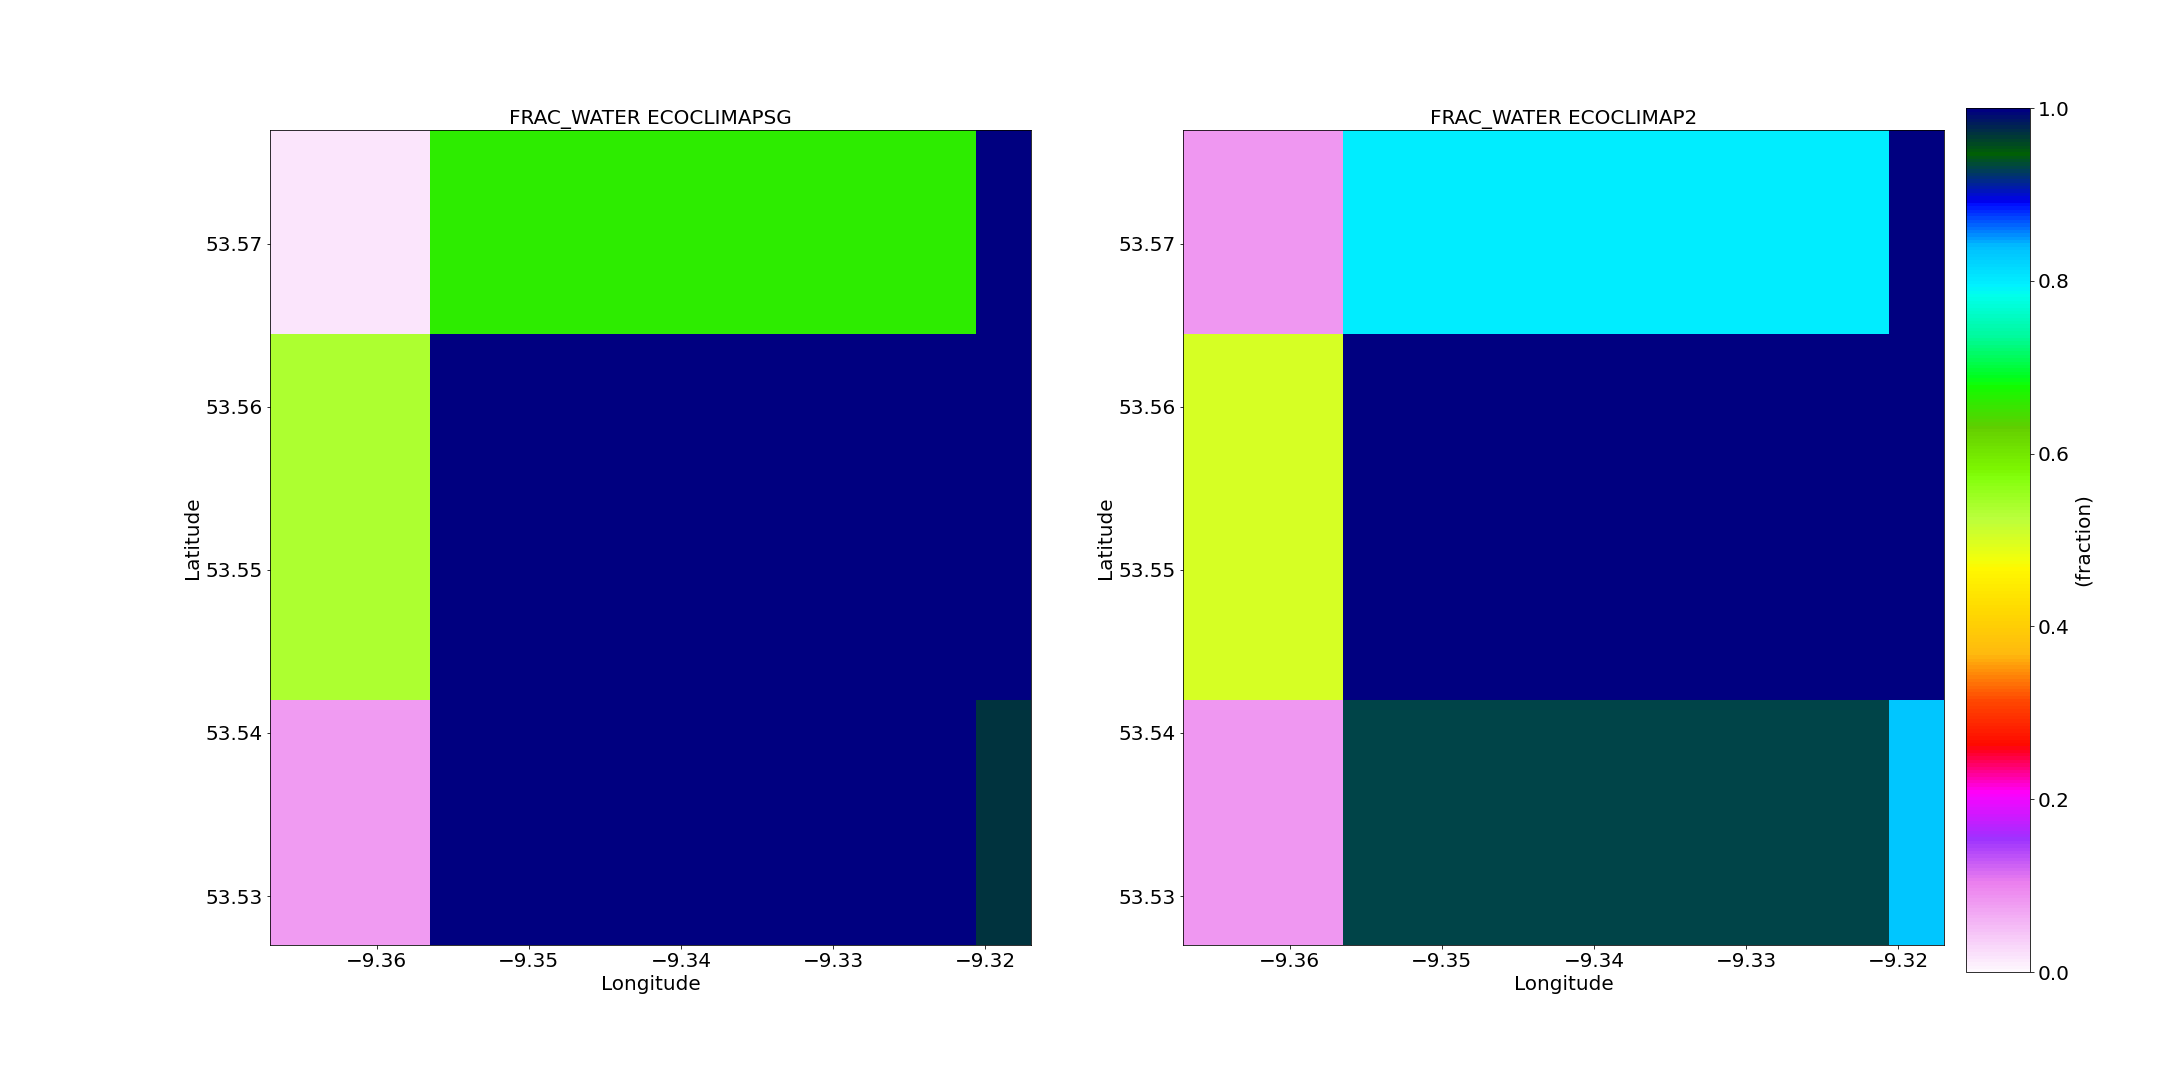 FRAC_WATER ECOCLIMAPSG
53.57
53.56
53.55
53.54
53.53
Latitude
−9.36 −9.35 −9.34 −9.33 −9.32
Longitude
FRAC_WATER ECOCLIMAP2
53.57
53.56
53.55
53.54
53.53
Latitude
−9.36 −9.35 −9.34 −9.33 −9.32
Longitude
1.0
0.8
0.6
0.4
0.2
0.0
(fraction)